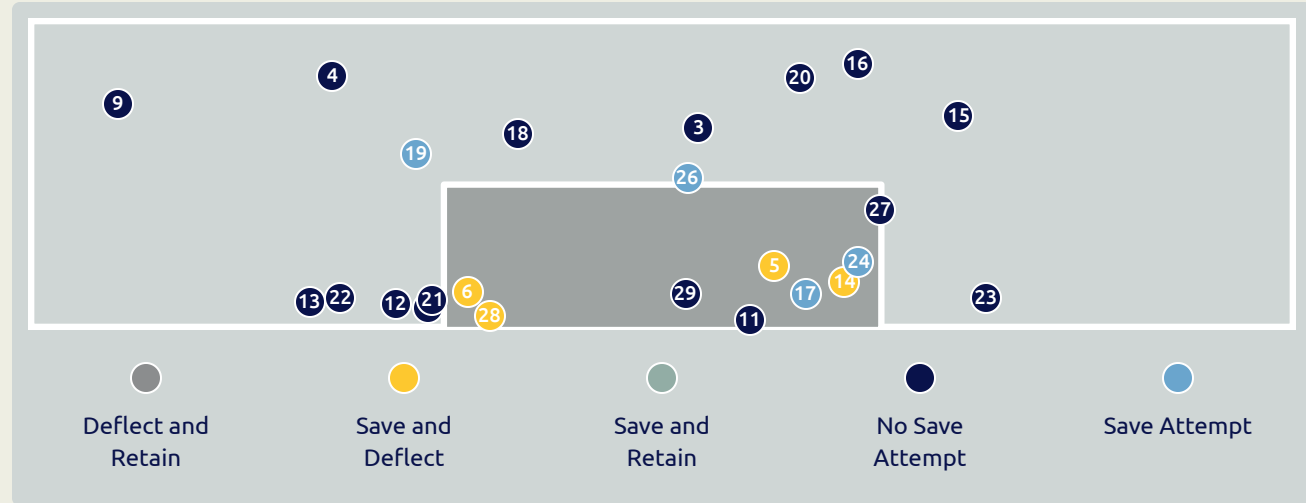 16
4
20
9
15
3
18
19
26
27
24
5
14
6
17
29
22
23
21
13
12
28
11
Deflect and
Retain
Save and
Deflect
Save and
Retain
No Save
Attempt
Save Attempt